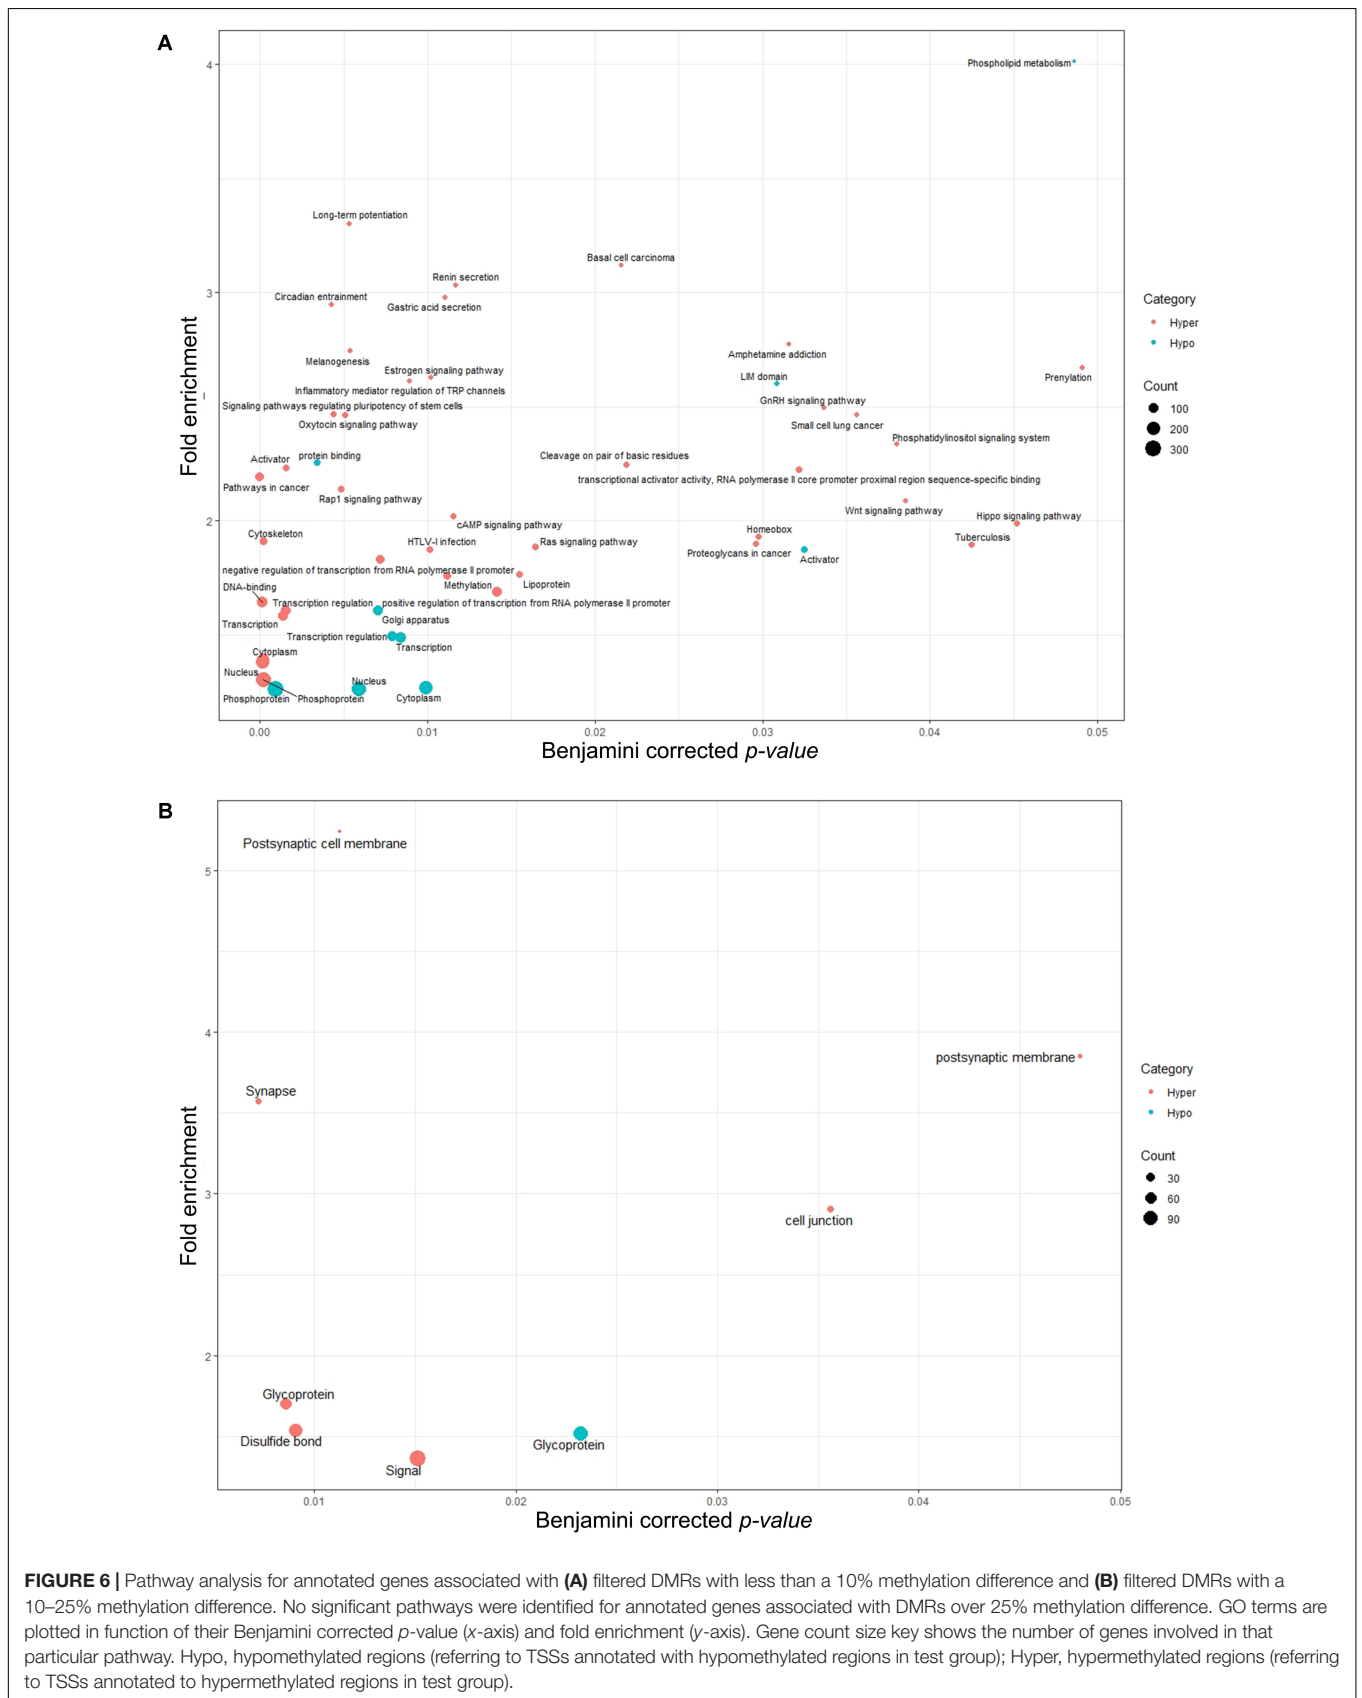 A
4
Phospholipid metabolism
Long-term potentiation
Basal cell carcinoma
Renin secretion
3
Circadian entrainment
Gastric acid secretion
Category
Hyper
Hypo
Melanogenesis
Amphetamine addiction
Estrogen signaling pathway
LIM domain
Prenylation
Inflammatory mediator regulation of TRP channels
GnRH signaling pathway
Signaling pathways regulating pluripotency of stem cells
Oxytocin signaling pathway
Small cell lung cancer
Count
100
200
300
Phosphatidylinositol signaling system
Activator
protein binding
Cleavage on pair of basic residues
transcriptional activator activity, RNA polymerase II core promoter proximal region sequence-specific binding
Pathways in cancer
Rap1 signaling pathway
Wnt signaling pathway
Hippo signaling pathway
2
cAMP signaling pathway
Cytoskeleton
Homeobox
Tuberculosis
HTLV-I infection
Ras signaling pathway
Proteoglycans in cancer
Activator
negative regulation of transcription from RNA polymerase II promoter
Methylation
Lipoprotein
DNA-binding
Transcription regulation
positive regulation of transcription from RNA polymerase II promoter
Transcription
Golgi apparatus
Transcription regulation
Transcription
Cytoplasm
Nucleus
Nucleus
Phosphoprotein
Phosphoprotein
Cytoplasm
Fold enrichment
0.00 0.01 0.02 0.03 0.04 0.05
Benjamini corrected p-value
B
Postsynaptic cell membrane
5
4
postsynaptic membrane
Synapse
Category
Hyper
Hypo
3
cell junction
Count
30
60
90
2
Glycoprotein
Disulfide bond
Glycoprotein
Signal
Fold enrichment
0.01 0.02 0.03 0.04 0.05
Benjamini corrected p-value
FIGURE 6 | Pathway analysis for annotated genes associated with (A) filtered DMRs with less than a 10% methylation difference and (B) filtered DMRs with a
10–25% methylation difference. No significant pathways were identified for annotated genes associated with DMRs over 25% methylation difference. GO terms are
plotted in function of their Benjamini corrected p-value (x-axis) and fold enrichment (y-axis). Gene count size key shows the number of genes involved in that
particular pathway. Hypo, hypomethylated regions (referring to TSSs annotated with hypomethylated regions in test group); Hyper, hypermethylated regions (referring
to TSSs annotated to hypermethylated regions in test group).